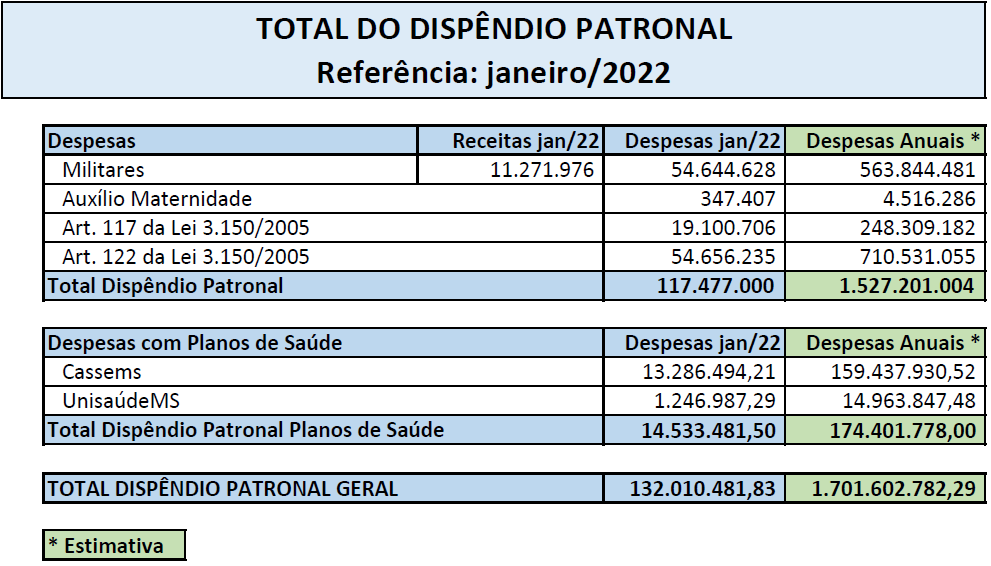 TOTAL DO DISPÊNDIO PATRONAL
Referência: janeiro/2022
Despesas Receitas jan/22 Despesas jan/22 Despesas Anuais *
Militares 11.271.976 54.644.628 563.844.481
Auxílio Maternidade 347.407 4.516.286
Art. 117 da Lei 3.150/2005 19.100.706 248.309.182
Art. 122 da Lei 3.150/2005 54.656.235 710.531.055
Total Dispêndio Patronal 117.477.000 1.527.201.004
Despesas com Planos de Saúde Despesas jan/22 Despesas Anuais *
Cassems 13.286.494,21 159.437.930,52
UnisaúdeMS 1.246.987,29 14.963.847,48
Total Dispêndio Patronal Planos de Saúde 14.533.481,50 174.401.778,00
TOTAL DISPÊNDIO PATRONAL GERAL 132.010.481,83 1.701.602.782,29
* Estimativa